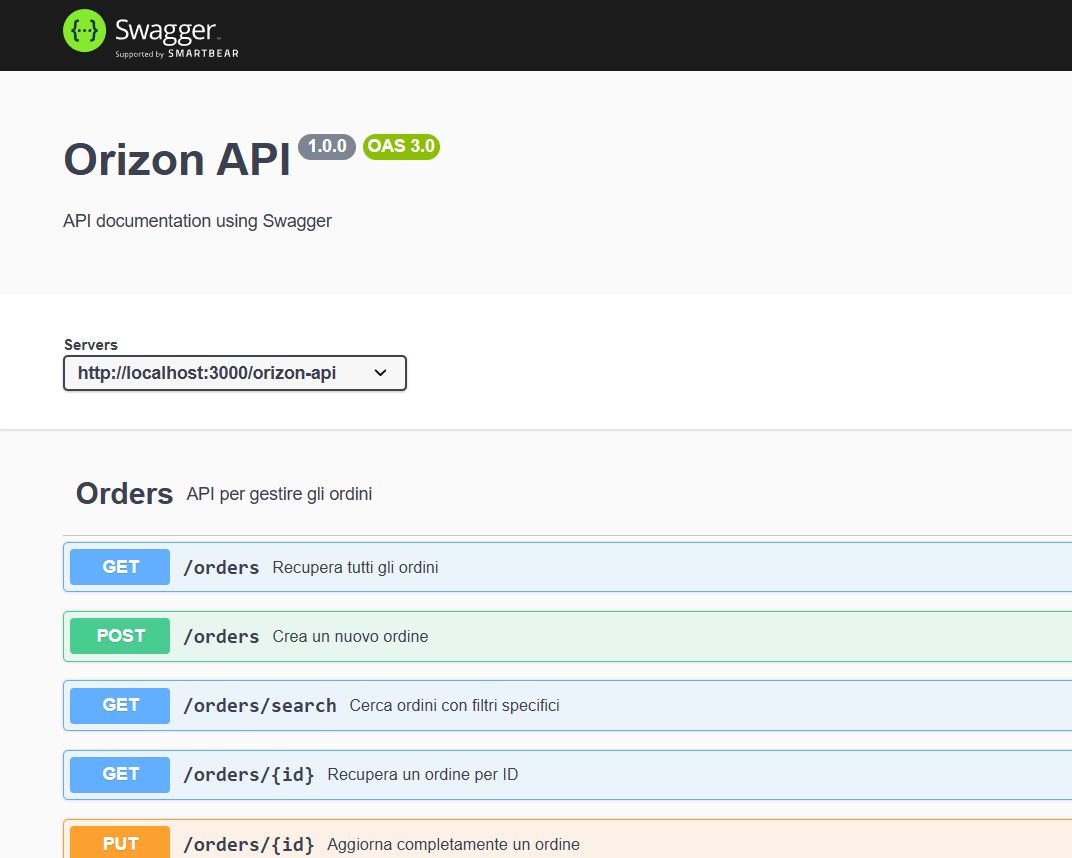 {···} Swagger™
Supported by SMARTBEAR
Orizon API 1.0.0 OAS 3.0
API documentation using Swagger
Servers
http://localhost:3000/orizon-api
Orders API per gestire gli ordini
GET /orders Recupera tutti gli ordini
POST /orders Crea un nuovo ordine
GET /orders/search Cerca ordini con filtri specifici
GET /orders/{id} Recupera un ordine per ID
PUT /orders/{id} Aggiorna completamente un ordine